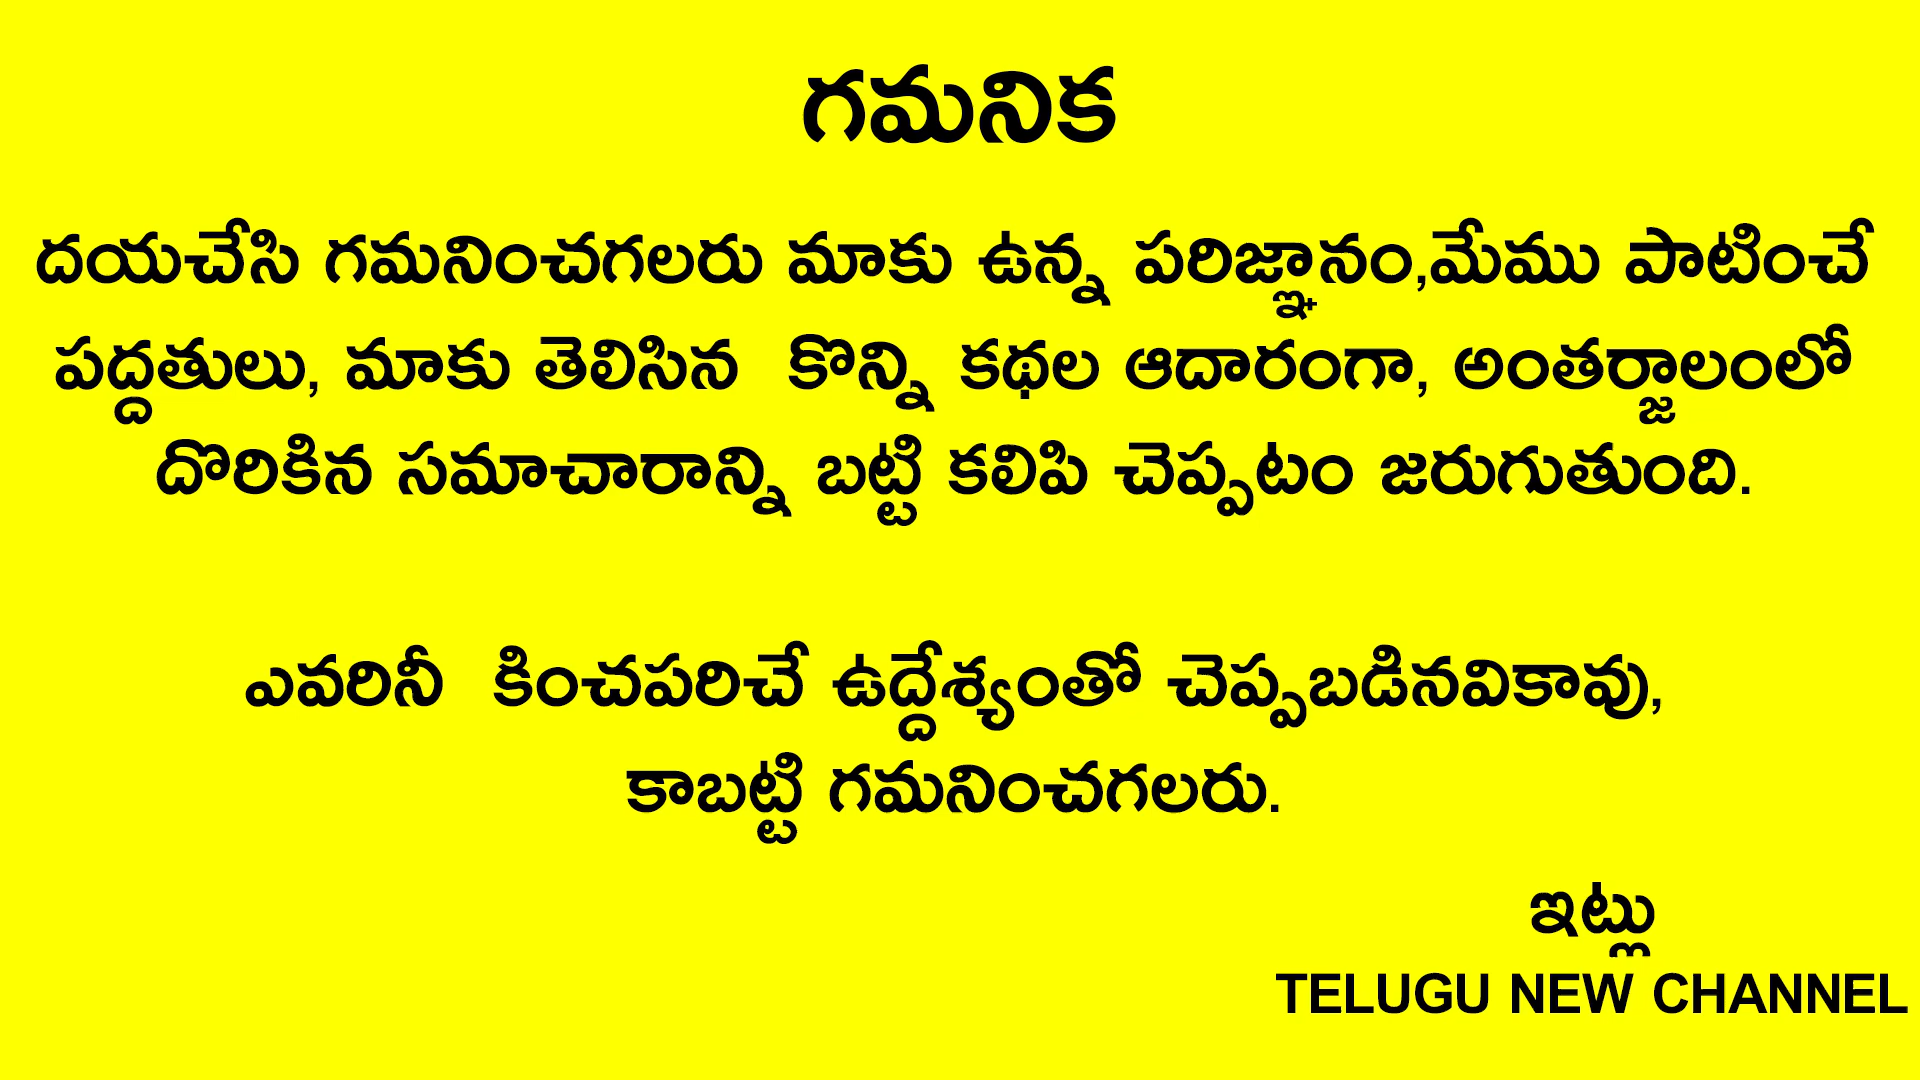 గమనిక
దయచేసి గమనించగలరు మాకు ఉన్న పరిజ్ఞానం,మేము పాటించే
పద్దతులు, మాకు తెలిసిన కొన్ని కథల ఆదారంగా, అంతర్జాలంలో
దొరికిన సమాచారాన్ని బట్టి కలిపి చెప్పటం జరుగుతుంది.
ఎవరినీ కించపరిచే ఉద్దేశ్యంతో చెప్పబడినవికావు,
కాబట్టి గమనించగలరు.
ఇట్లు
TELUGU NEW CHANNEL